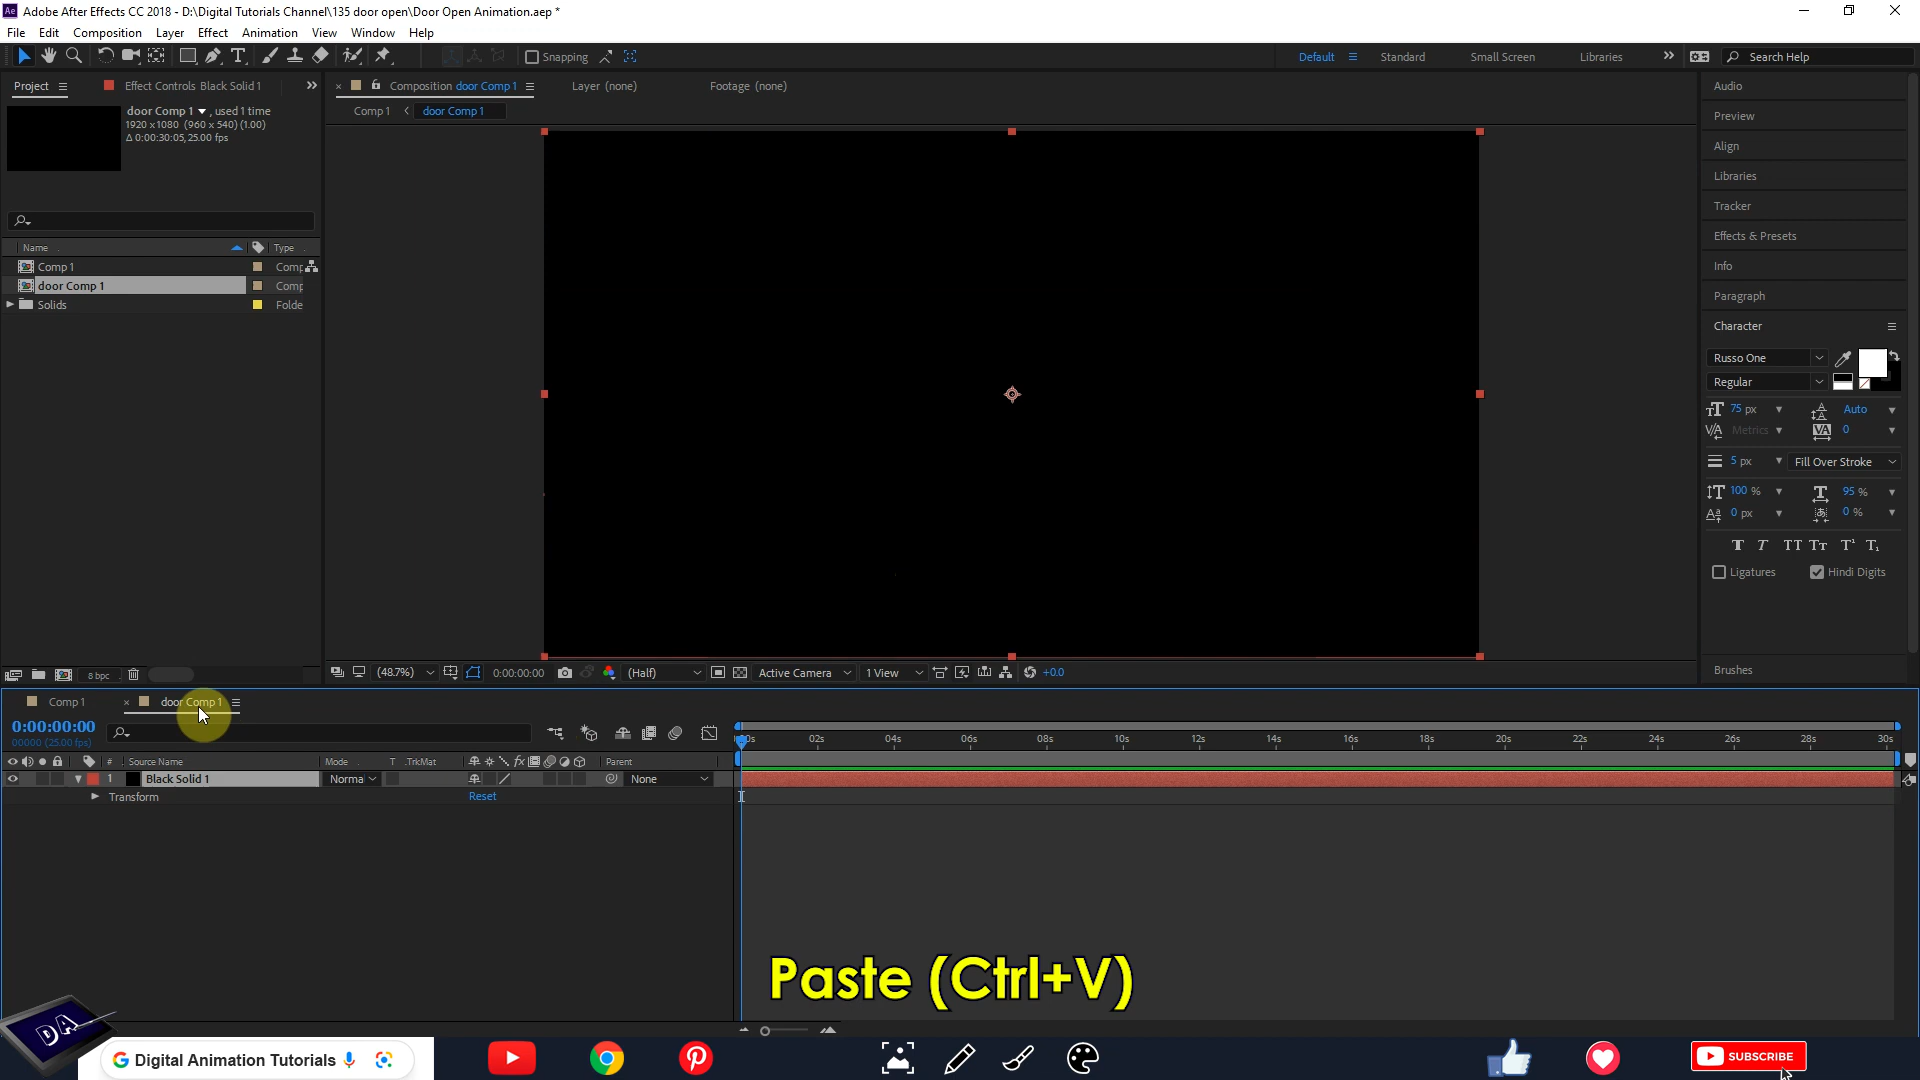 Ae Adobe After Effects CC 2018 - D:\Digital Tutorials Channel\135 door open\Door Open Animation.aep *
File Edit Composition Layer Effect Animation View Window Help
Snapping Default Standard Small Screen Libraries Search Help
Project Effect Controls Black Solid 1
Composition door Comp 1 Layer (none) Footage (none)
Comp 1 door Comp 1
door Comp 1 , used 1 time
1920 x1080 (960 x 540) (1.00)
Δ 0:00:30:05, 25.00 fps
Name Type
Comp 1 Comp
door Comp 1 Comp
Solids Folde
8 bpc
(48.7%) 0:00:00:00 (Half) Active Camera 1 View +0.0
Audio
Preview
Align
Libraries
Tracker
Effects & Presets
Info
Paragraph
Character
Russo One
Regular
75 px Auto
Metrics 0
5 px Fill Over Stroke
100 % 95 %
0 px 0 %
Ligatures Hindi Digits
Brushes
Comp 1 door Comp 1
0:00:00:00
00000 (25.00 fps)
02s 04s 06s 08s 10s 12s 14s 16s 18s 20s 22s 24s 26s 28s 30s
# Source Name Mode T .TrkMat fx Parent
1 Black Solid 1 Norma None
Transform Reset
Paste (Ctrl+V)
DA
Digital Animation Tutorials
SUBSCRIBE